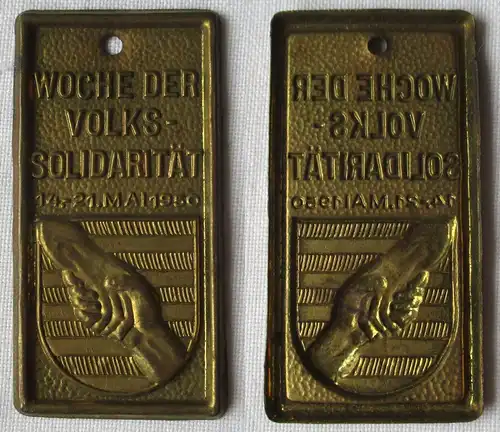 WOCHE DER
VOLKS-
SOLIDARITÄT
14.-21.MAI 1950
WOCHE DER
VOLKS-
SOLIDARITÄT
14.-21.MAI 1950